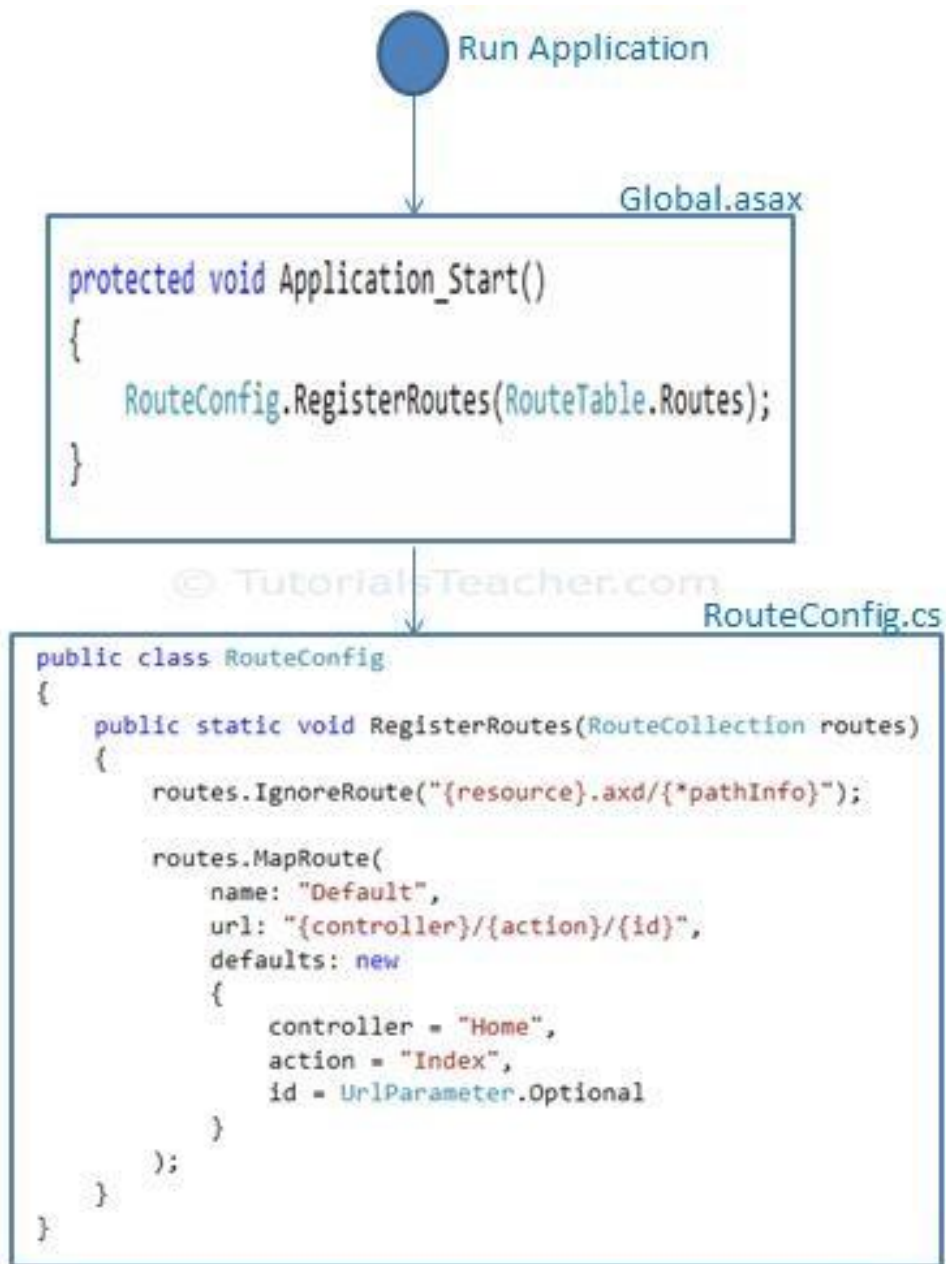 Run Application
Global.asax
protected void Application_Start()
{
RouteConfig.RegisterRoutes(RouteTable.Routes);
}
© TutorialsTeacher.com
RouteConfig.cs
public class RouteConfig
{
public static void RegisterRoutes(RouteCollection routes)
{
routes.IgnoreRoute("{resource}.axd/{*pathInfo}");
routes.MapRoute(
name: "Default",
url: "{controller}/{action}/{id}",
defaults: new
{
controller = "Home",
action = "Index",
id = UrlParameter.Optional
}
);
}
}